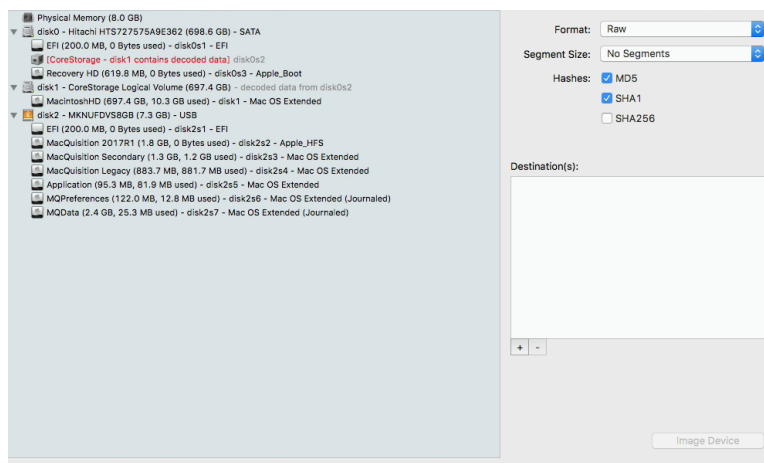 Physical Memory (8.0 GB)
disk0 - Hitachi HTS727575A9E362 (698.6 GB) - SATA
EFI (200.0 MB, 0 Bytes used) - disk0s1 - EFI
[CoreStorage - disk1 contains decoded data] disk0s2
Recovery HD (619.8 MB, 0 Bytes used) - disk0s3 - Apple_Boot
disk1 - CoreStorage Logical Volume (697.4 GB) - decoded data from disk0s2
MacintoshHD (697.4 GB, 10.3 GB used) - disk1 - Mac OS Extended
disk2 - MKNUFDVS8GB (7.3 GB) - USB
EFI (200.0 MB, 0 Bytes used) - disk2s1 - EFI
MacQuisition 2017R1 (1.8 GB, 0 Bytes used) - disk2s2 - Apple_HFS
MacQuisition Secondary (1.3 GB, 1.2 GB used) - disk2s3 - Mac OS Extended
MacQuisition Legacy (883.7 MB, 881.7 MB used) - disk2s4 - Mac OS Extended
Application (95.3 MB, 81.9 MB used) - disk2s5 - Mac OS Extended
MQPreferences (122.0 MB, 12.8 MB used) - disk2s6 - Mac OS Extended (Journaled)
MQData (2.4 GB, 25.3 MB used) - disk2s7 - Mac OS Extended (Journaled)
Format: Raw
Segment Size: No Segments
Hashes: MD5
SHA1
SHA256
Destination(s):
+ -
Image Device